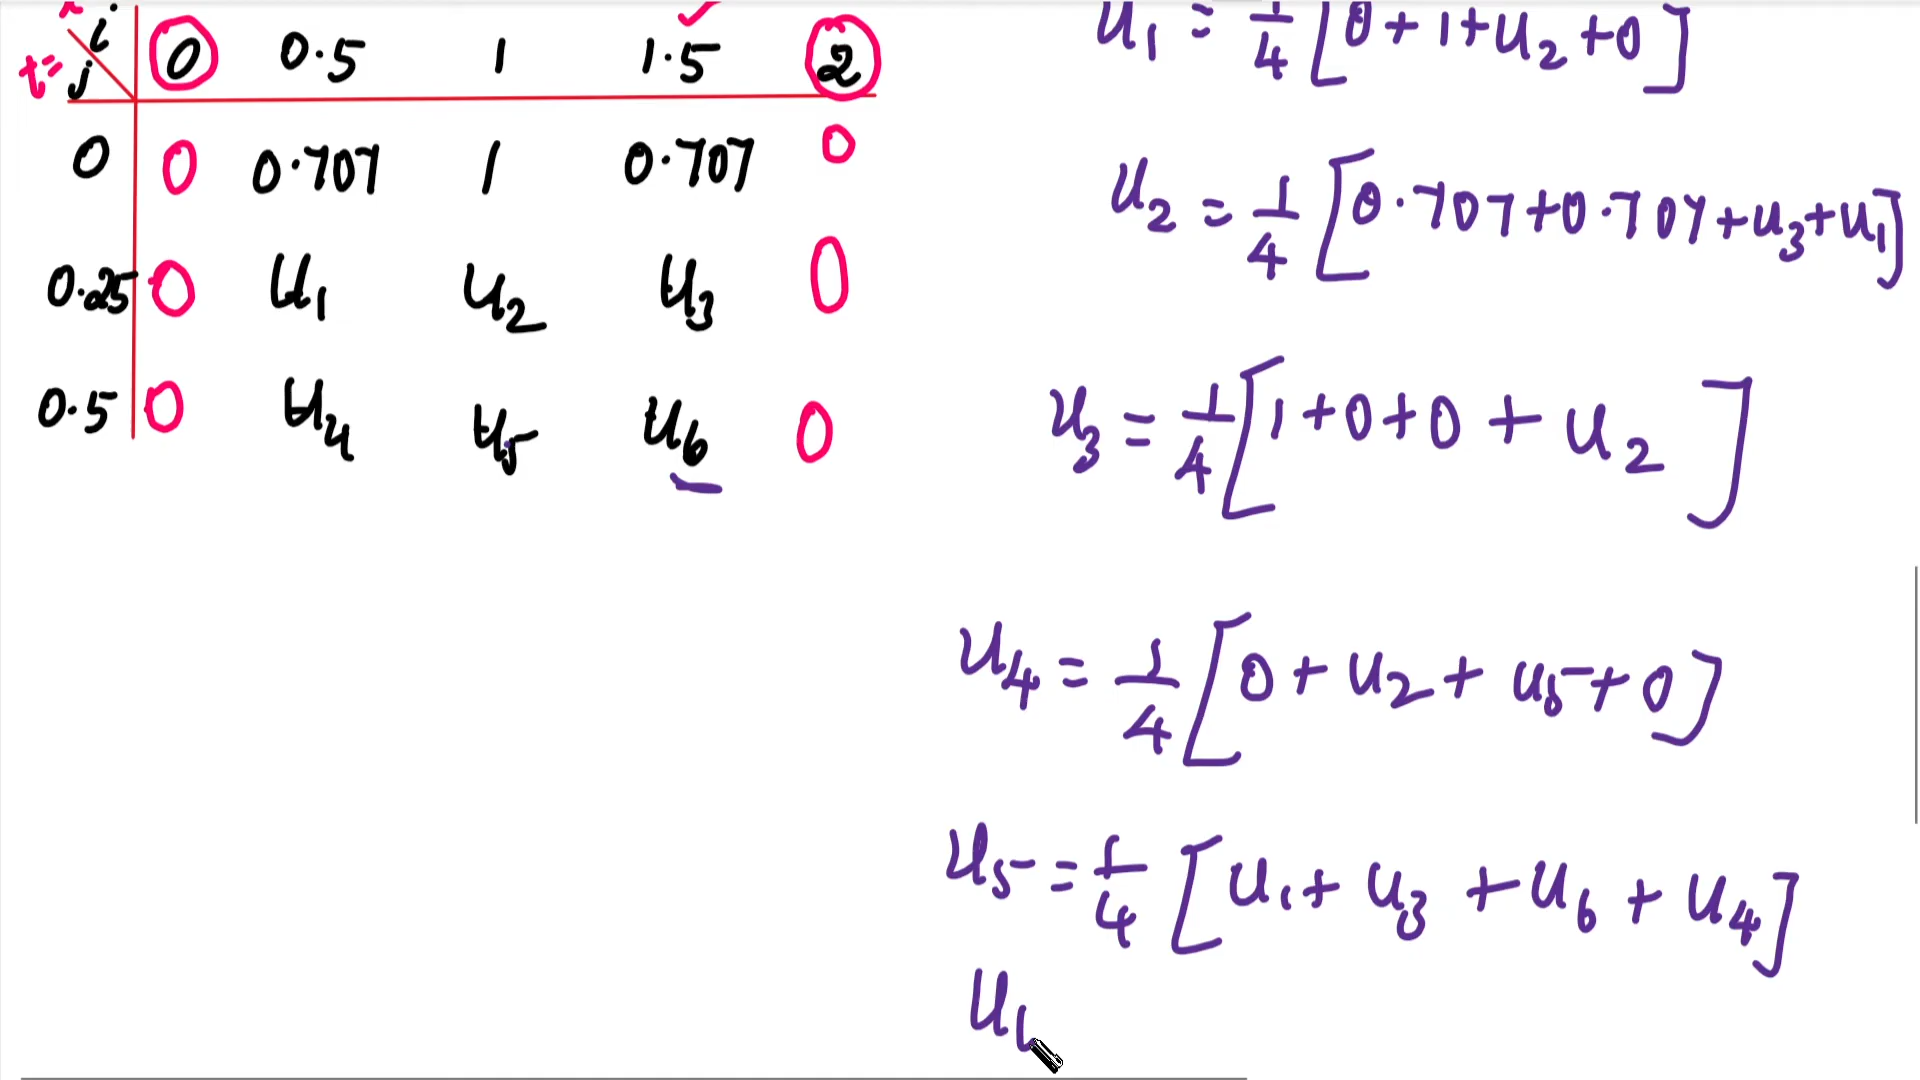 x i
t= j 0 0.5 1 1.5 2
0 0 0.707 1 0.707 0
0.25 0 u₁ u₂ u₃ 0
0.5 0 u₄ u₅ u₆ 0
u₁ = 1/4 [0 + 1 + u₂ + 0]
u₂ = 1/4 [0.707 + 0.707 + u₃ + u₁]
u₃ = 1/4 [1 + 0 + 0 + u₂]
u₄ = 1/4 [0 + u₂ + u₅ + 0]
u₅ = 1/4 [u₁ + u₃ + u₆ + u₄]
u